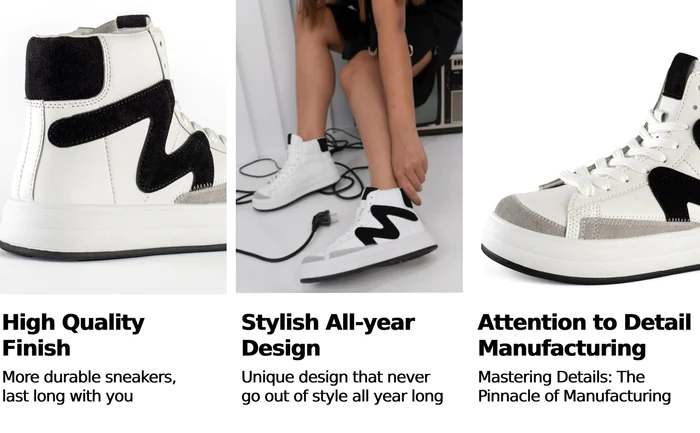 High Quality
Finish
More durable sneakers,
last long with you
Stylish All-year
Design
Unique design that never
go out of style all year long
Attention to Detail
Manufacturing
Mastering Details: The
Pinnacle of Manufacturing